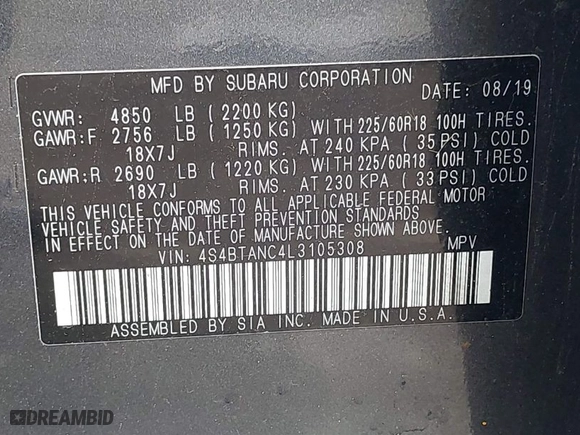 MFD BY SUBARU CORPORATION
DATE: 08/19
GVWR: 4850 LB (2200 KG)
GAWR:F 2756 LB (1250 KG) WITH 225/60R18 100H TIRES.
18X7J RIMS. AT 240 KPA (35 PSI) COLD
GAWR:R 2690 LB (1220 KG) WITH 225/60R18 100H TIRES.
18X7J RIMS. AT 230 KPA (33 PSI) COLD
THIS VEHICLE CONFORMS TO ALL APPLICABLE FEDERAL MOTOR
VEHICLE SAFETY AND THEFT PREVENTION STANDARDS
IN EFFECT ON THE DATE OF MANUFACTURE SHOWN ABOVE.
VIN: 4S4BTANC4L3105308 MPV
ASSEMBLED BY SIA INC. MADE IN U.S.A.
DREAMBID